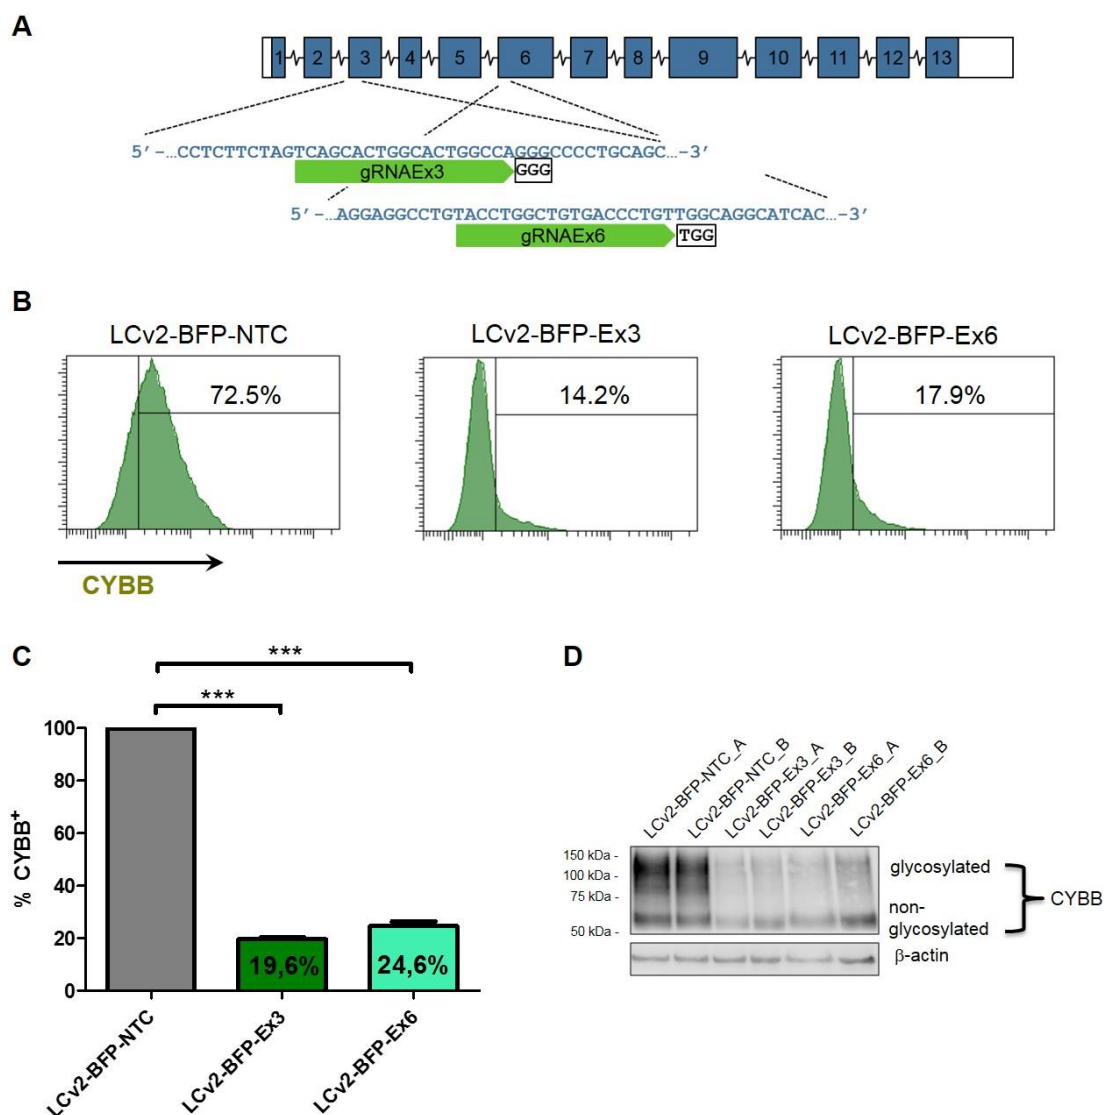 A
1 2 3 4 5 6 7 8 9 10 11 12 13
5′-…CCTCTTCTAGTCAGCACTGGCACTGGCCAGGGCCCCTGCAGC…-3′
gRNAEx3 GGG
5′-…AGGAGGCCTGTACCTGGCTGTGACCCTGTTGGCAGGCATCAC…-3′
gRNAEx6 TGG
B
LCv2-BFP-NTC LCv2-BFP-Ex3 LCv2-BFP-Ex6
72.5% 14.2% 17.9%
CYBB
C
***
***
% CYBB+
100
80
60
40
20
0
19,6% 24,6%
LCv2-BFP-NTC
LCv2-BFP-Ex3
LCv2-BFP-Ex6
D
LCv2-BFP-NTC_A
LCv2-BFP-NTC_B
LCv2-BFP-Ex3_A
LCv2-BFP-Ex3_B
LCv2-BFP-Ex6_A
LCv2-BFP-Ex6_B
150 kDa -
100 kDa -
75 kDa -
50 kDa -
glycosylated
non-
glycosylated
CYBB
β-actin